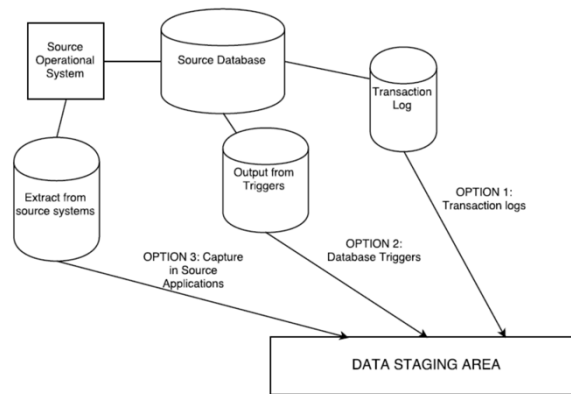 Source
Operational
System
Source Database
Transaction
Log
Extract from
source systems
Output from
Triggers
OPTION 1:
Transaction logs
OPTION 2:
Database Triggers
OPTION 3: Capture
in Source
Applications
DATA STAGING AREA